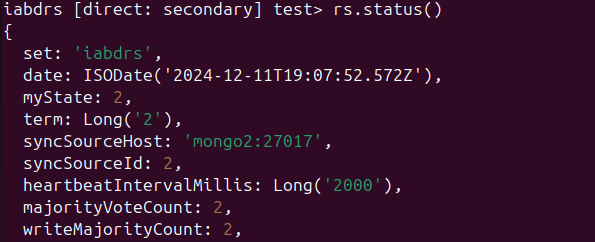 iabdrs [direct: secondary] test> rs.status()
{
  set: 'iabdrs',
  date: ISODate('2024-12-11T19:07:52.572Z'),
  myState: 2,
  term: Long('2'),
  syncSourceHost: 'mongo2:27017',
  syncSourceId: 2,
  heartbeatIntervalMillis: Long('2000'),
  majorityVoteCount: 2,
  writeMajorityCount: 2,